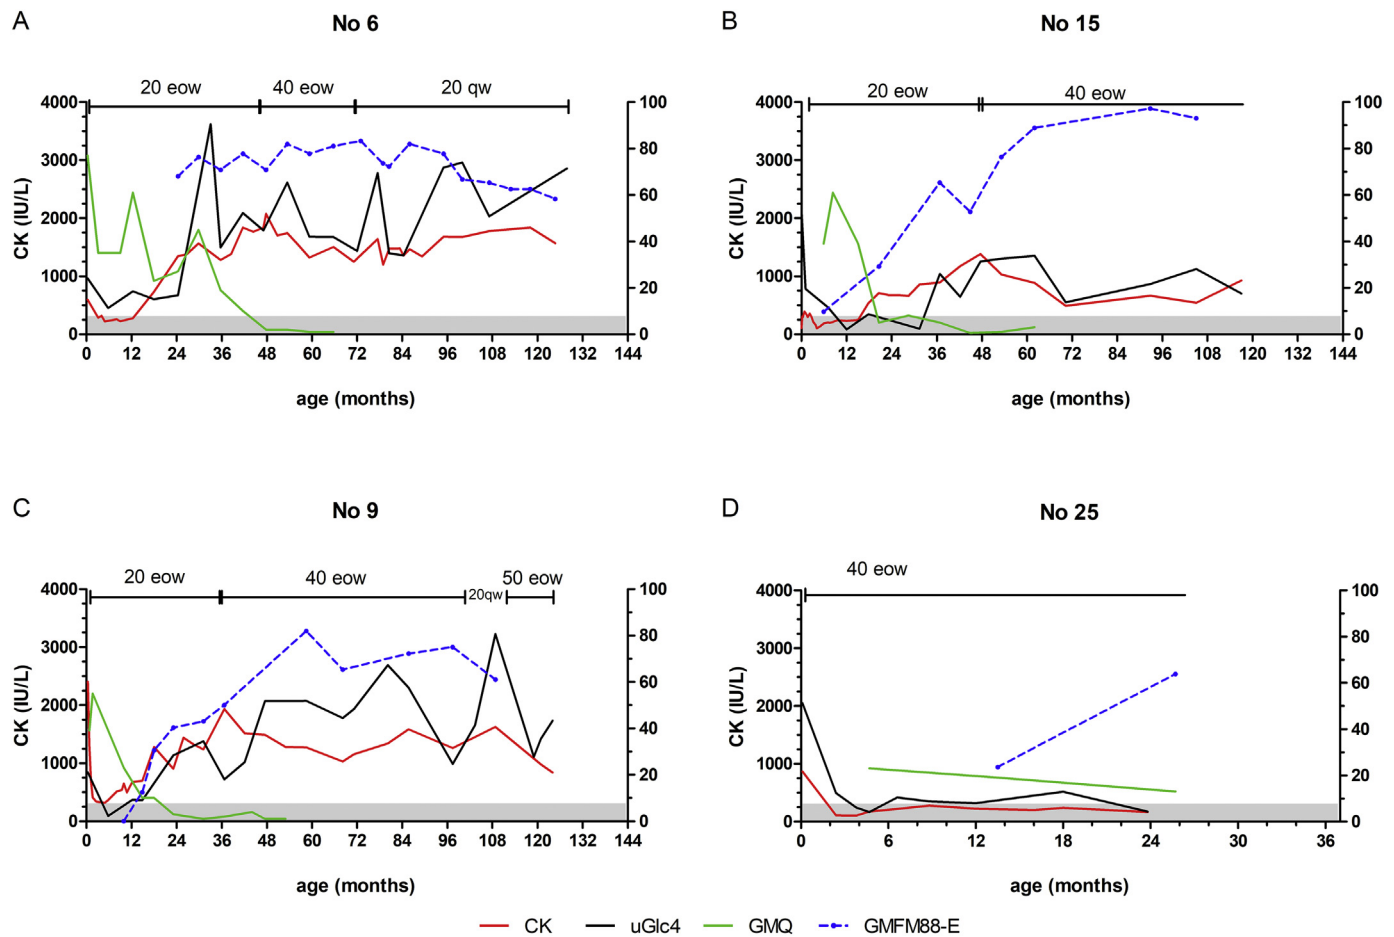 A
No 6
20 eow 40 eow 20 qw
4000 100
3000 80
60
2000
40
1000
20
0 0
CK (IU/L)
0 12 24 36 48 60 72 84 96 108 120 132 144
age (months)
B
No 15
20 eow 40 eow
4000 100
3000 80
60
2000
40
1000
20
0 0
CK (IU/L)
0 12 24 36 48 60 72 84 96 108 120 132 144
age (months)
C
No 9
20 eow 40 eow 20qw 50 eow
4000 100
3000 80
60
2000
40
1000
20
0 0
CK (IU/L)
0 12 24 36 48 60 72 84 96 108 120 132 144
age (months)
D
No 25
40 eow
4000 100
3000 80
60
2000
40
1000
20
0 0
CK (IU/L)
0 6 12 18 24 30 36
age (months)
CK uGlc4 GMQ GMFM88-E